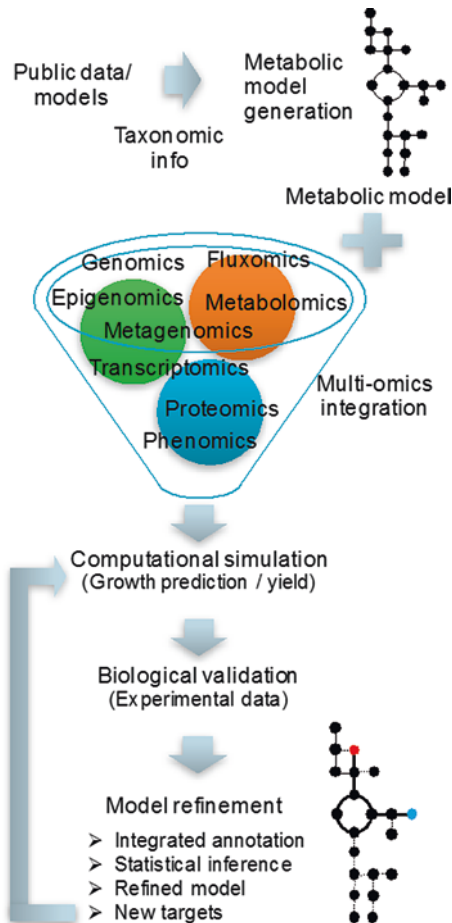 Public data/
models
Taxonomic
info
Metabolic
model
generation
Metabolic model
Genomics
Fluxomics
Epigenomics
Metabolomics
Metagenomics
Transcriptomics
Proteomics
Phenomics
Multi-omics
integration
Computational simulation
(Growth prediction / yield)
Biological validation
(Experimental data)
Model refinement
➢ Integrated annotation
➢ Statistical inference
➢ Refined model
➢ New targets